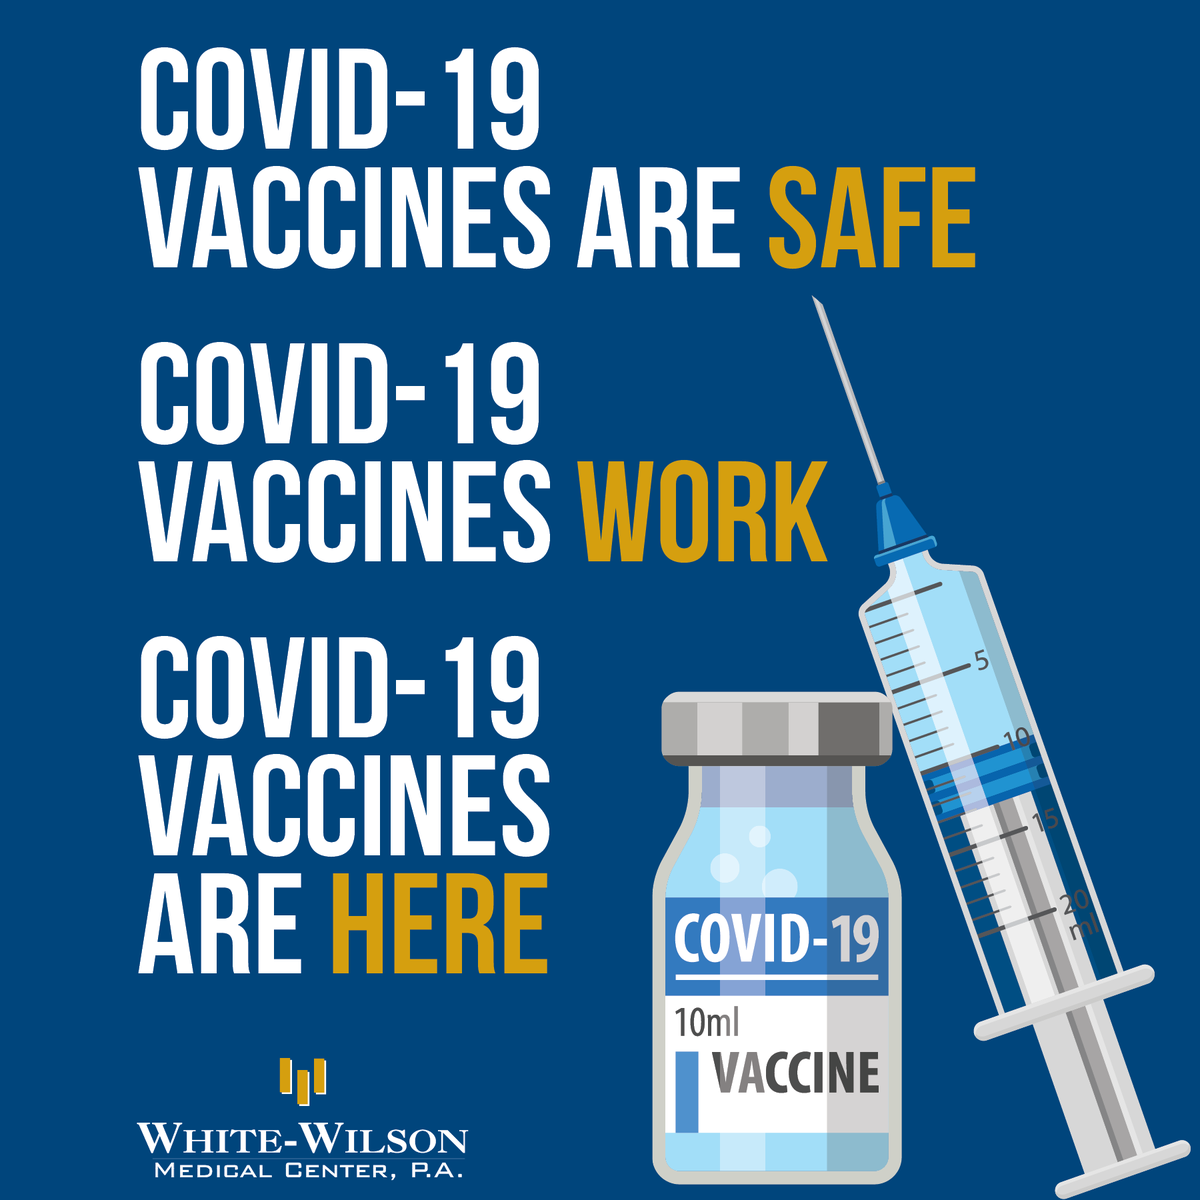 COVID-19
VACCINES ARE SAFE
COVID-19
VACCINES WORK
COVID-19
VACCINES
ARE HERE
5
10
15
20
ml
COVID-19
10ml
VACCINE
WHITE-WILSON
MEDICAL CENTER, P.A.